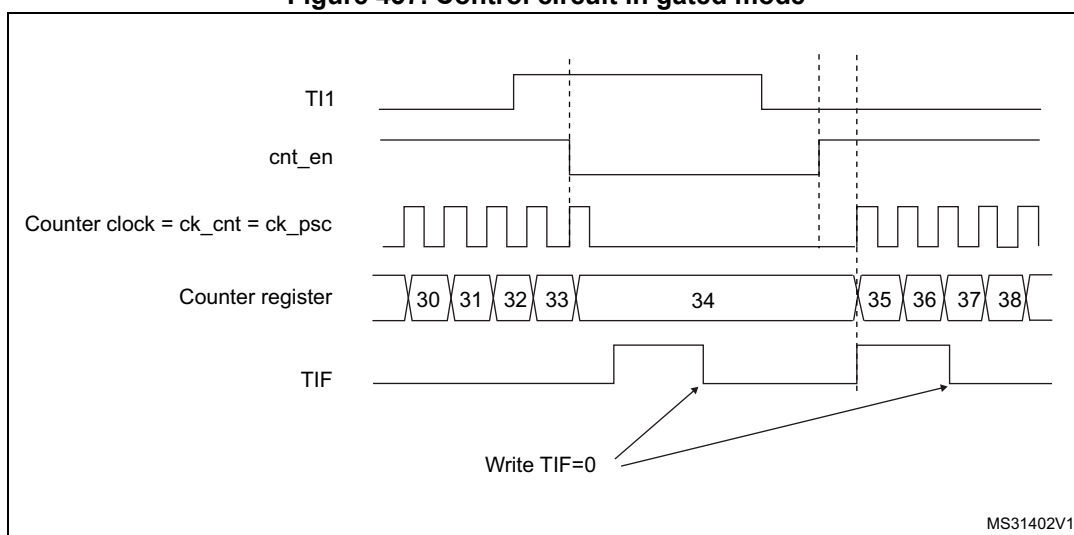 Figure Control circuit in gated mode
TI1
cnt_en
Counter clock = ck_cnt = ck_psc
Counter register
30 31 32 33 34 35 36 37 38
TIF
Write TIF=0
MS31402V1